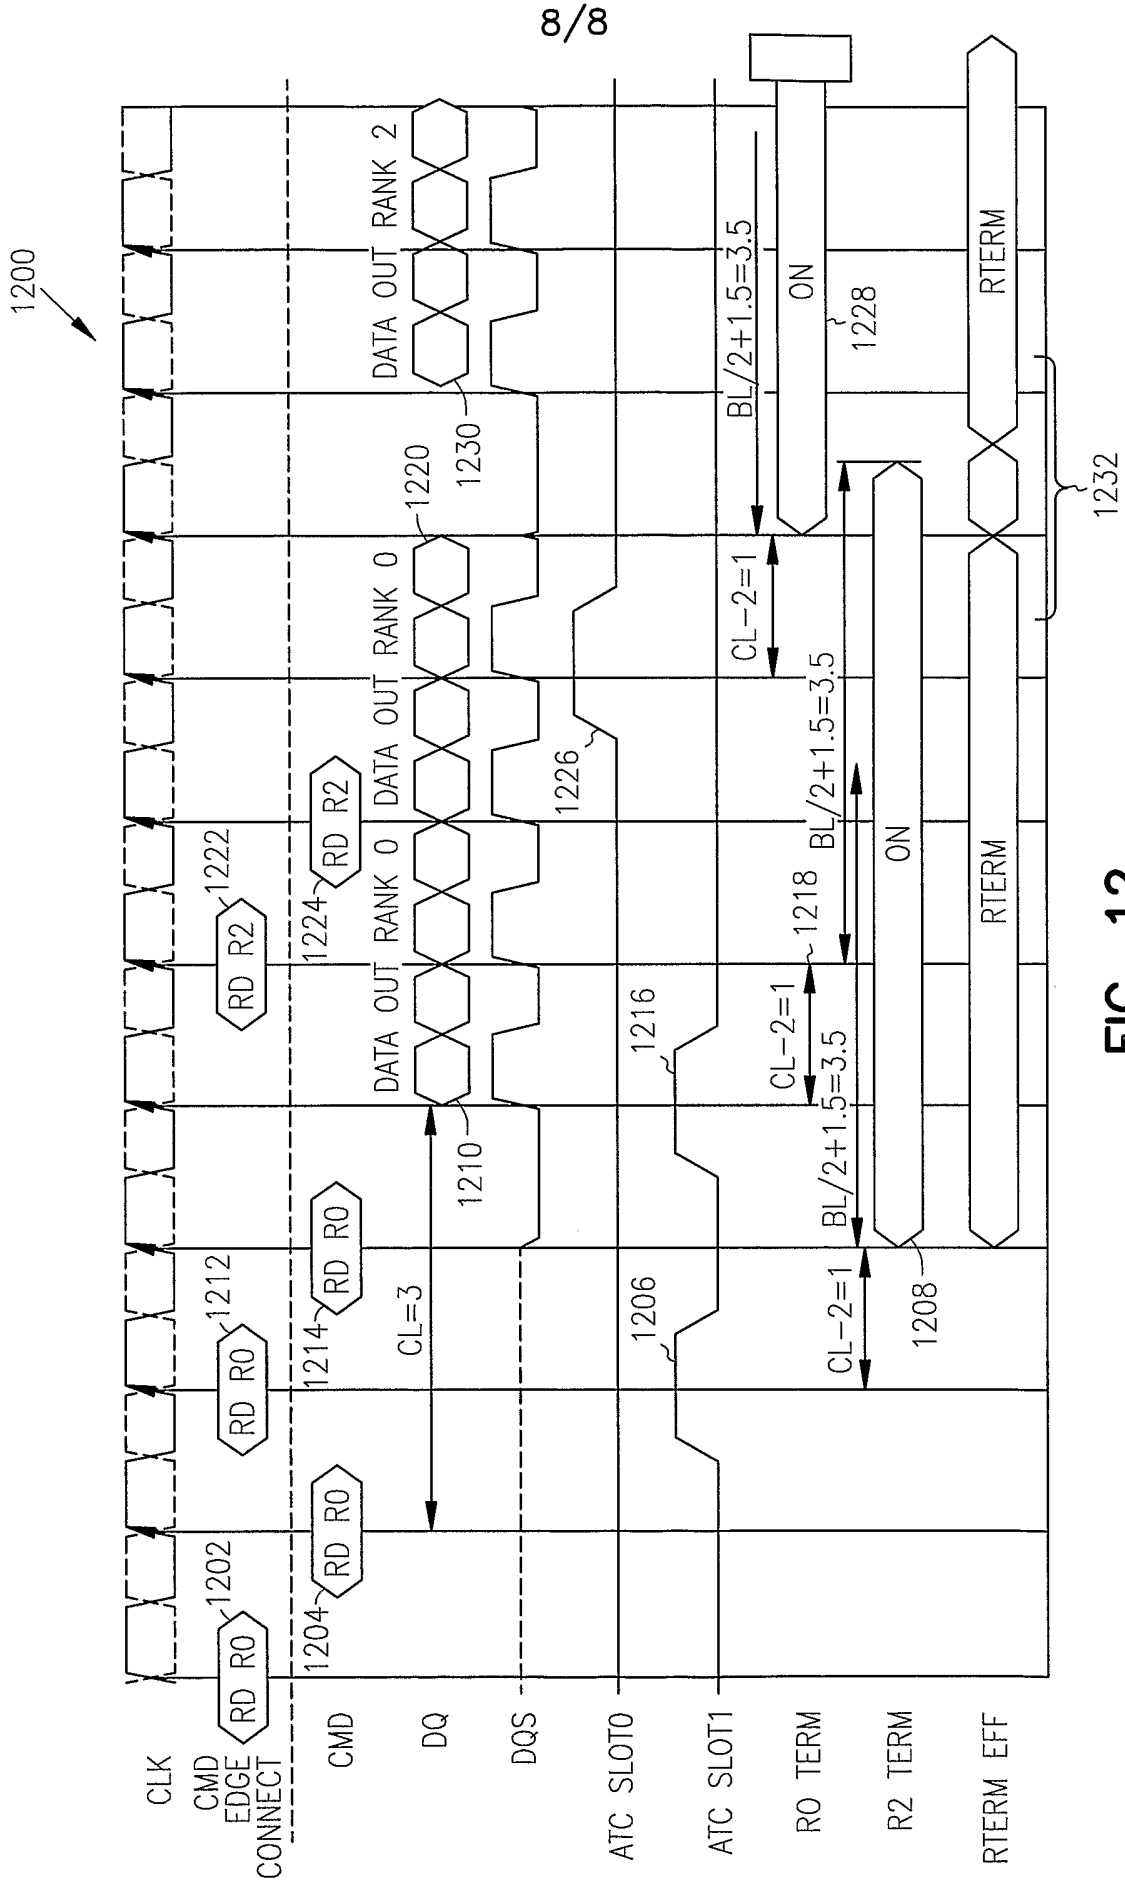 8/8
1200
CLK
CMD
EDGE
CONNECT
RD R0
1202
RD R0
1212
RD R2
1222
CMD
1204
RD R0
1214
RD R0
1224
RD R2
DQ
CL=3
1210
DATA OUT RANK 0
DATA OUT RANK 0
1220
1230
DATA OUT RANK 2
DQS
ATC SLOT0
1226
ATC SLOT1
1206
1216
R0 TERM
CL-2=1
1218
CL-2=1
BL/2+1.5=3.5
ON
1228
R2 TERM
CL-2=1
BL/2+1.5=3.5
BL/2+1.5=3.5
1208
ON
RTERM EFF
RTERM
RTERM
1232
FIG. 12